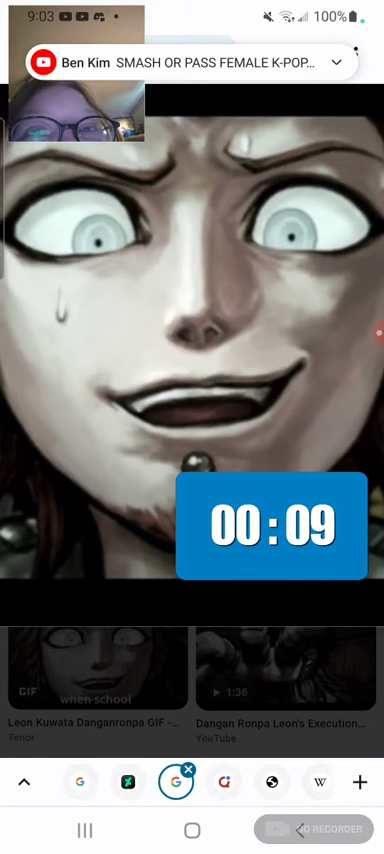 9:03
100%
Ben Kim SMASH OR PASS FEMALE K-POP...
00:09
GIF
when school
1:36
Leon Kuwata Danganronpa GIF -...
Tenor
Dangan Ronpa Leon's Execution...
YouTube
G
G
W
GO RECORDER